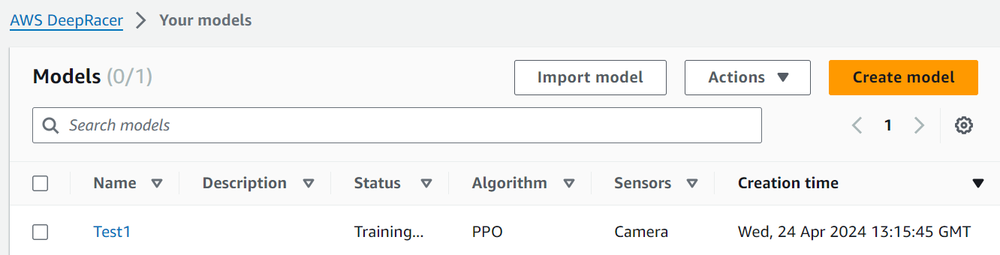 AWS DeepRacer > Your models
Models (0/1) Import model Actions Create model
Search models 1
Name Description Status Algorithm Sensors Creation time
Test1 Training... PPO Camera Wed, 24 Apr 2024 13:15:45 GMT